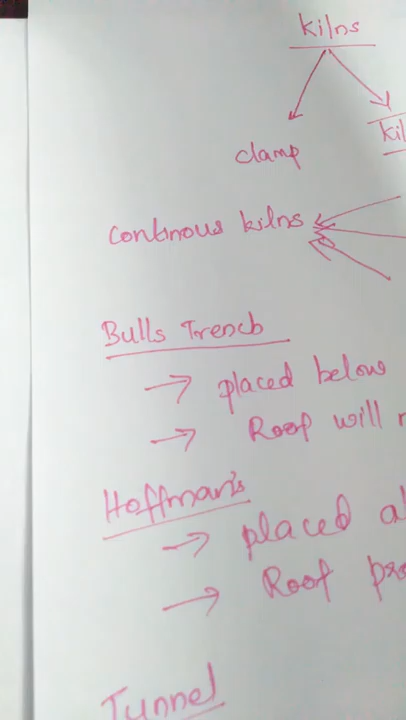 kilns
clamp
continous kilns
Bulls Trench
→ placed below
→ Roof will
Hoffman's
→ placed
→ Roof
Tunnel